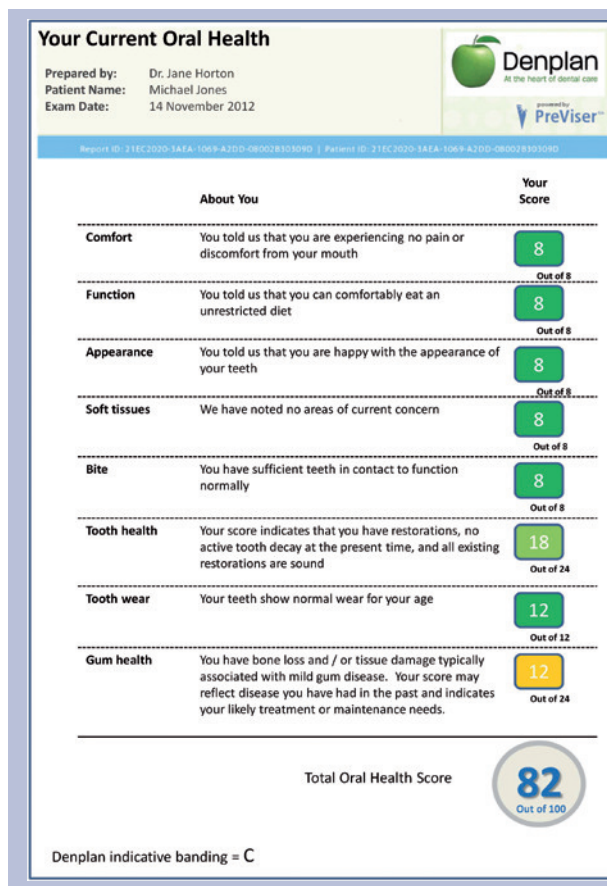 Your Current Oral Health
Prepared by: Dr. Jane Horton
Patient Name: Michael Jones
Exam Date: 14 November 2012
Denplan
At the heart of dental care
powered by
PreViser™
Report ID: 21EC2020-3AEA-1069-A2DD-08002B30309D | Patient ID: 21EC2020-3AEA-1069-A2DD-08002B30309D
About You
Your
Score
Comfort
You told us that you are experiencing no pain or
discomfort from your mouth
8
Out of 8
Function
You told us that you can comfortably eat an
unrestricted diet
8
Out of 8
Appearance
You told us that you are happy with the appearance of
your teeth
8
Out of 8
Soft tissues
We have noted no areas of current concern
8
Out of 8
Bite
You have sufficient teeth in contact to function
normally
8
Out of 8
Tooth health
Your score indicates that you have restorations, no
active tooth decay at the present time, and all existing
restorations are sound
18
Out of 24
Tooth wear
Your teeth show normal wear for your age
12
Out of 12
Gum health
You have bone loss and / or tissue damage typically
associated with mild gum disease. Your score may
reflect disease you have had in the past and indicates
your likely treatment or maintenance needs.
12
Out of 24
Total Oral Health Score
82
Out of 100
Denplan indicative banding = C